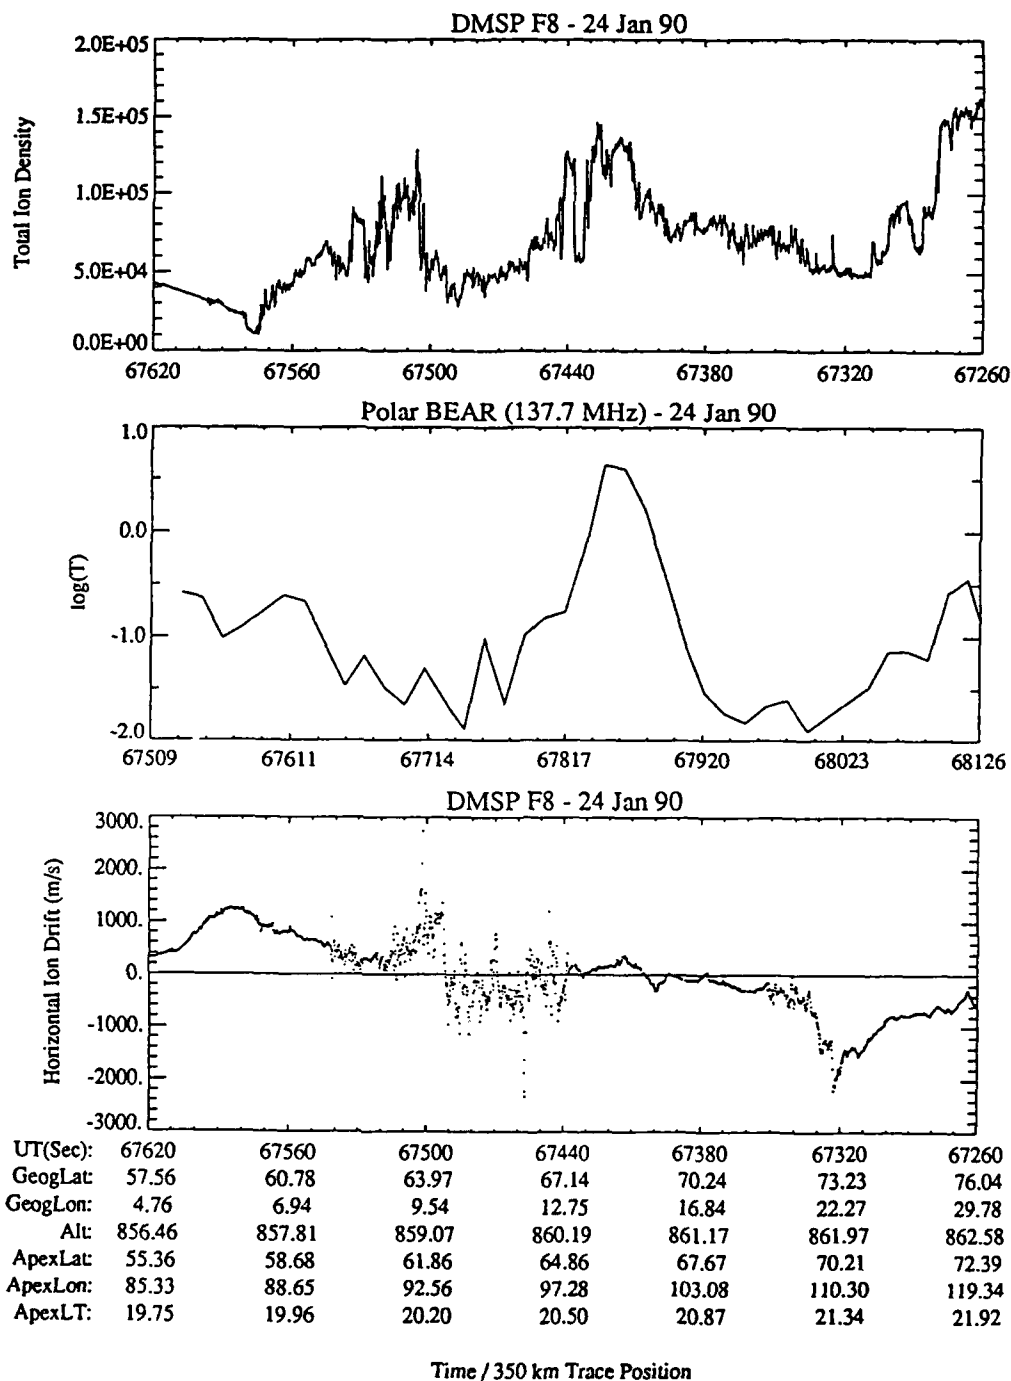 DMSP F8 - 24 Jan 90
Total Ion Density
2.0E+05
1.5E+05
1.0E+05
5.0E+04
0.0E+00
67620 67560 67500 67440 67380 67320 67260
Polar BEAR (137.7 MHz) - 24 Jan 90
log(T)
1.0
0.0
-1.0
-2.0
67509 67611 67714 67817 67920 68023 68126
DMSP F8 - 24 Jan 90
Horizontal Ion Drift (m/s)
3000.
2000.
1000.
0.
-1000.
-2000.
-3000.
UT(Sec): 67620 67560 67500 67440 67380 67320 67260
GeogLat: 57.56 60.78 63.97 67.14 70.24 73.23 76.04
GeogLon: 4.76 6.94 9.54 12.75 16.84 22.27 29.78
Alt: 856.46 857.81 859.07 860.19 861.17 861.97 862.58
ApexLat: 55.36 58.68 61.86 64.86 67.67 70.21 72.39
ApexLon: 85.33 88.65 92.56 97.28 103.08 110.30 119.34
ApexLT: 19.75 19.96 20.20 20.50 20.87 21.34 21.92
Time / 350 km Trace Position